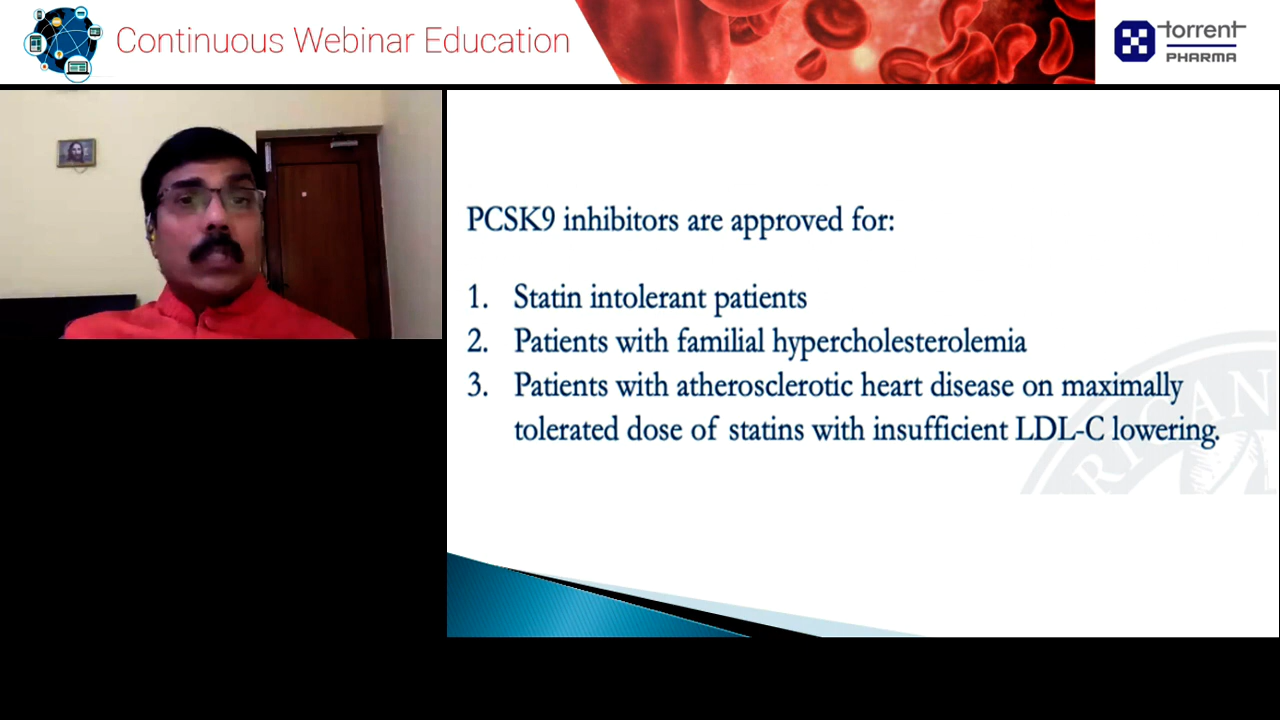 Continuous Webinar Education
torrent
PHARMA
PCSK9 inhibitors are approved for:
1. Statin intolerant patients
2. Patients with familial hypercholesterolemia
3. Patients with atherosclerotic heart disease on maximally
tolerated dose of statins with insufficient LDL-C lowering.
RICAN